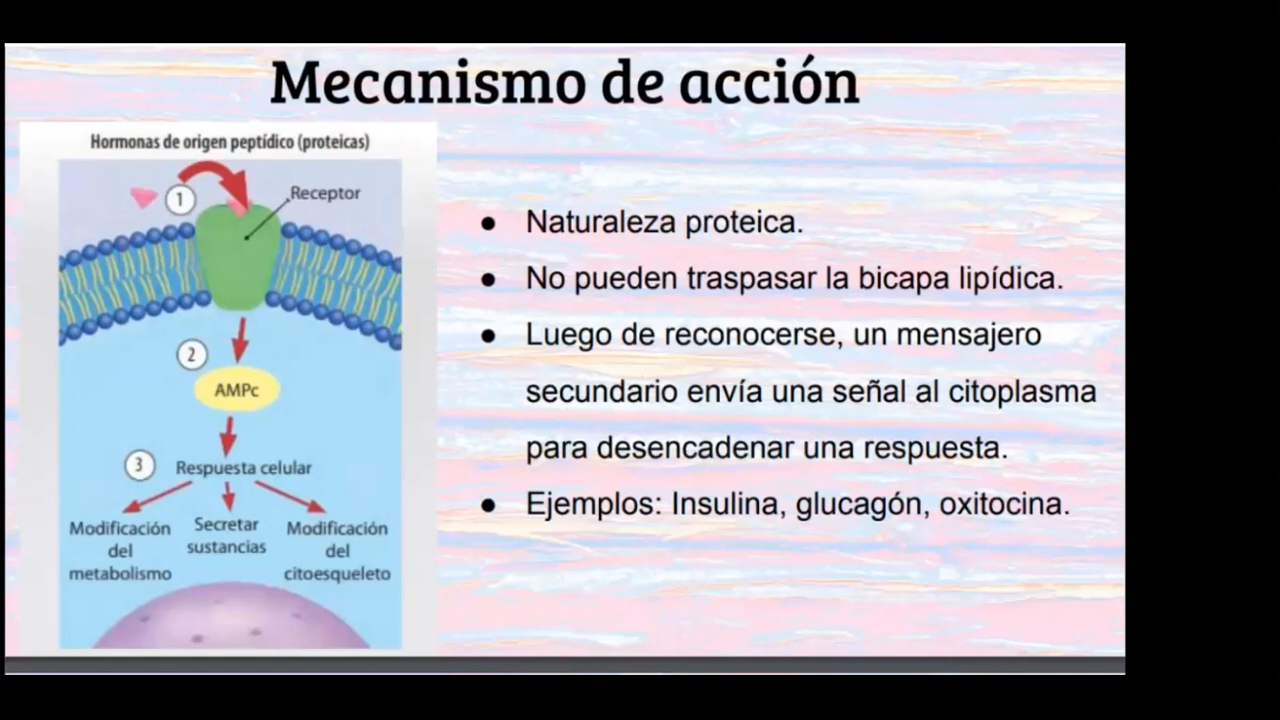 Mecanismo de acción
Hormonas de origen peptídico (proteicas)
1
Receptor
2
AMPc
3
Respuesta celular
Modificación
del
metabolismo
Secretar
sustancias
Modificación
del
citoesqueleto
● Naturaleza proteica.
● No pueden traspasar la bicapa lipídica.
● Luego de reconocerse, un mensajero
secundario envía una señal al citoplasma
para desencadenar una respuesta.
● Ejemplos: Insulina, glucagón, oxitocina.